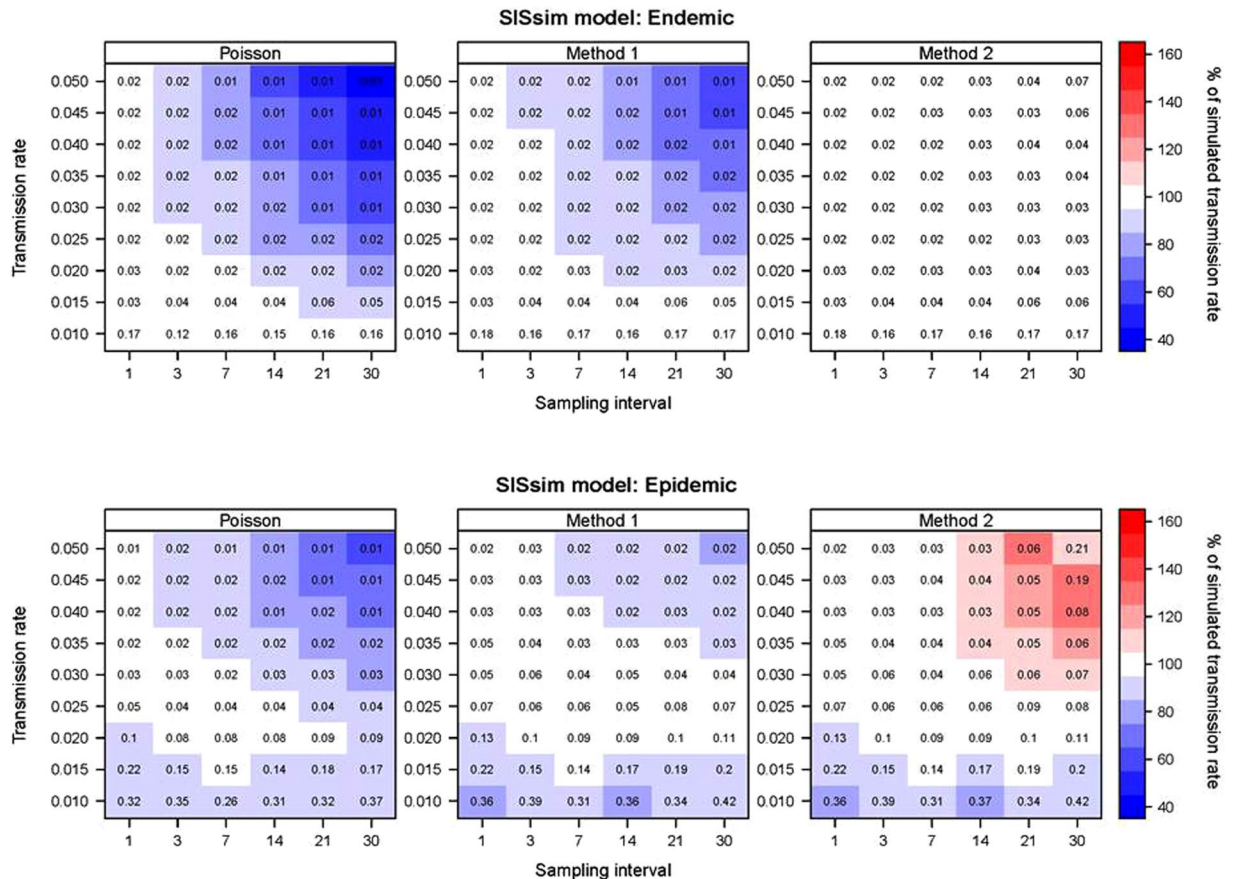 SISsim model: Endemic
Poisson Method 1 Method 2
0.050 0.02 0.02 0.01 0.01 0.01 0.050 0.02 0.02 0.02 0.01 0.01 0.01 0.050 0.02 0.02 0.02 0.03 0.04 0.07
0.045 0.02 0.02 0.02 0.01 0.01 0.01 0.045 0.02 0.02 0.02 0.02 0.01 0.01 0.045 0.02 0.02 0.03 0.03 0.03 0.06
0.040 0.02 0.02 0.02 0.01 0.01 0.01 0.040 0.02 0.02 0.02 0.02 0.02 0.01 0.040 0.02 0.02 0.02 0.03 0.04 0.04
0.035 0.02 0.02 0.02 0.01 0.01 0.01 0.035 0.02 0.02 0.02 0.02 0.02 0.02 0.035 0.02 0.02 0.02 0.03 0.03 0.04
0.030 0.02 0.02 0.02 0.02 0.01 0.01 0.030 0.02 0.02 0.02 0.02 0.02 0.02 0.030 0.02 0.02 0.02 0.03 0.03 0.03
0.025 0.02 0.02 0.02 0.02 0.02 0.02 0.025 0.02 0.02 0.02 0.02 0.02 0.02 0.025 0.02 0.02 0.02 0.02 0.03 0.03
0.020 0.03 0.02 0.02 0.02 0.02 0.02 0.020 0.03 0.02 0.03 0.02 0.03 0.02 0.020 0.03 0.02 0.03 0.03 0.04 0.03
0.015 0.03 0.04 0.04 0.04 0.06 0.05 0.015 0.03 0.04 0.04 0.04 0.06 0.05 0.015 0.03 0.04 0.04 0.04 0.06 0.06
0.010 0.17 0.12 0.16 0.15 0.16 0.16 0.010 0.18 0.16 0.17 0.16 0.17 0.17 0.010 0.18 0.16 0.17 0.16 0.17 0.17
1 3 7 14 21 30 1 3 7 14 21 30 1 3 7 14 21 30
Sampling interval
Transmission rate
160
140
120
100
80
60
40
% of simulated transmission rate
SISsim model: Epidemic
Poisson Method 1 Method 2
0.050 0.01 0.02 0.01 0.01 0.01 0.01 0.050 0.02 0.03 0.02 0.02 0.02 0.02 0.050 0.02 0.03 0.03 0.03 0.06 0.21
0.045 0.02 0.02 0.02 0.02 0.01 0.01 0.045 0.03 0.03 0.03 0.02 0.02 0.02 0.045 0.03 0.03 0.04 0.04 0.05 0.19
0.040 0.02 0.02 0.02 0.01 0.02 0.01 0.040 0.03 0.03 0.03 0.02 0.03 0.02 0.040 0.03 0.03 0.03 0.03 0.05 0.08
0.035 0.03 0.02 0.02 0.02 0.02 0.02 0.035 0.05 0.04 0.03 0.03 0.03 0.03 0.035 0.05 0.04 0.04 0.04 0.05 0.06
0.030 0.03 0.03 0.02 0.03 0.03 0.03 0.030 0.05 0.06 0.04 0.05 0.04 0.04 0.030 0.05 0.06 0.04 0.06 0.06 0.07
0.025 0.05 0.04 0.04 0.04 0.04 0.04 0.025 0.07 0.06 0.06 0.05 0.08 0.07 0.025 0.07 0.06 0.06 0.06 0.09 0.08
0.020 0.1 0.08 0.08 0.08 0.09 0.09 0.020 0.13 0.1 0.09 0.09 0.1 0.11 0.020 0.13 0.1 0.09 0.09 0.1 0.11
0.015 0.22 0.15 0.15 0.14 0.18 0.17 0.015 0.22 0.15 0.14 0.17 0.19 0.2 0.015 0.22 0.15 0.14 0.17 0.19 0.2
0.010 0.32 0.35 0.26 0.31 0.32 0.37 0.010 0.36 0.39 0.31 0.36 0.34 0.42 0.010 0.36 0.39 0.31 0.37 0.34 0.42
1 3 7 14 21 30 1 3 7 14 21 30 1 3 7 14 21 30
Sampling interval
Transmission rate
160
140
120
100
80
60
40
% of simulated transmission rate